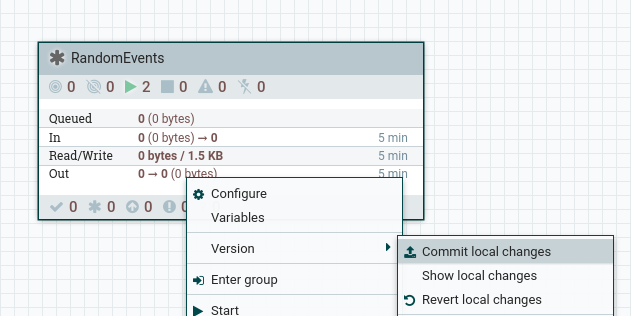 RandomEvents
0 0 2 0 0 0
Queued 0 (0 bytes)
In 0 (0 bytes) → 0 5 min
Read/Write 0 bytes / 1.5 KB 5 min
Out 0 → 0 (0 bytes) 5 min
0 0 0 0
Configure
Variables
Version
Enter group
Start
Commit local changes
Show local changes
Revert local changes